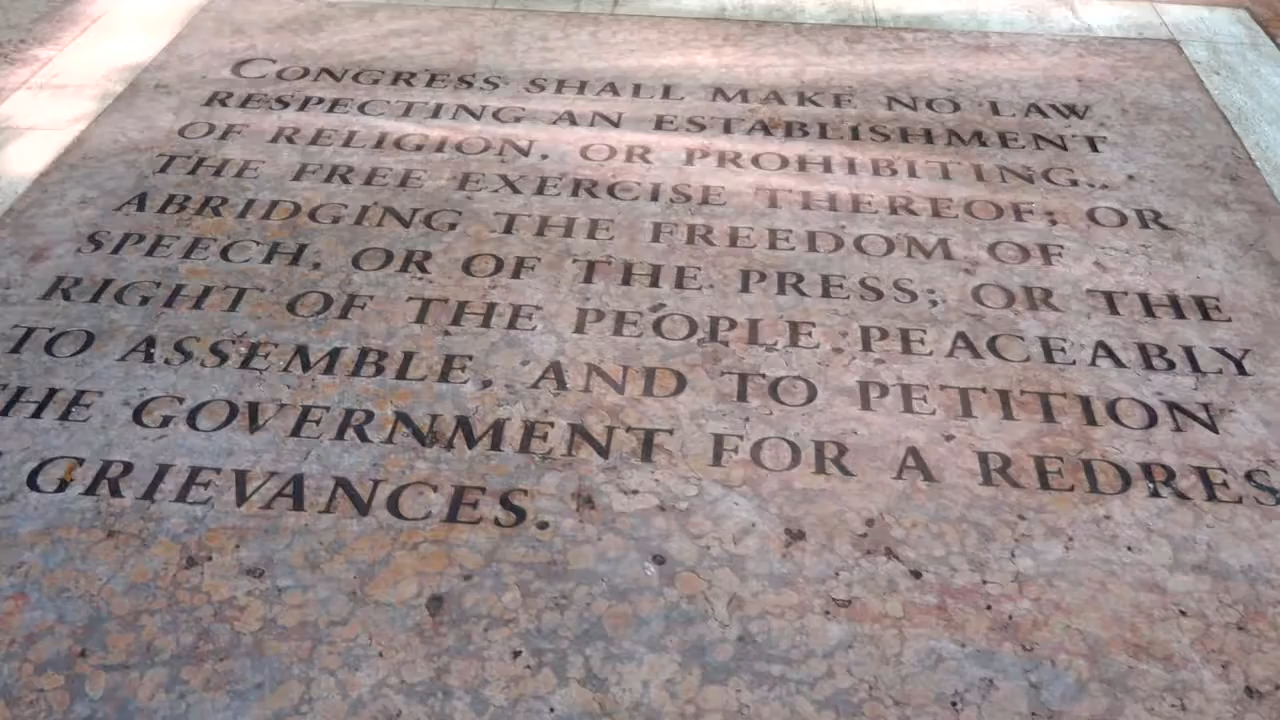 CONGRESS SHALL MAKE NO LAW
RESPECTING AN ESTABLISHMENT
OF RELIGION, OR PROHIBITING
THE FREE EXERCISE THEREOF; OR
ABRIDGING THE FREEDOM OF
SPEECH, OR OF THE PRESS; OR THE
RIGHT OF THE PEOPLE PEACEABLY
TO ASSEMBLE, AND TO PETITION
HE GOVERNMENT FOR A REDRES
GRIEVANCES.